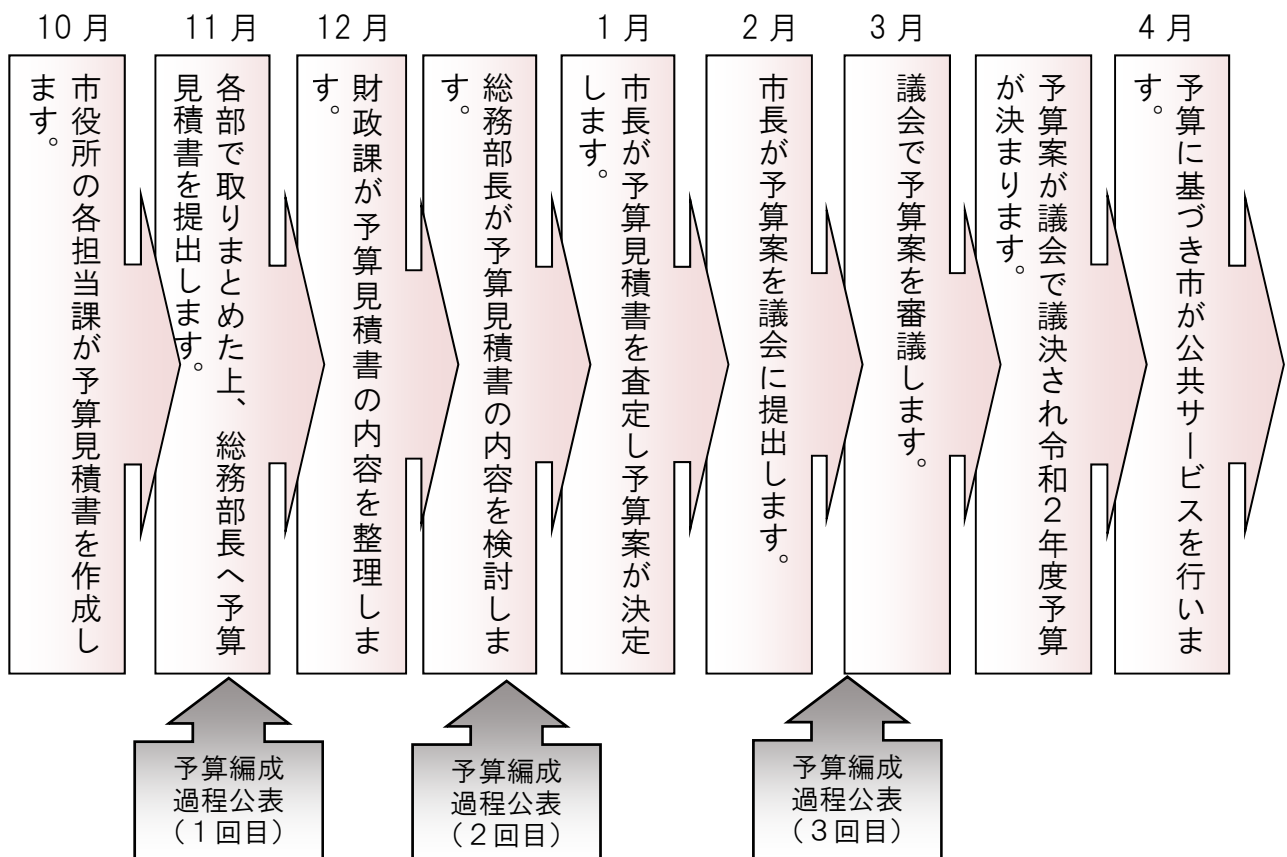 10月
11月
12月
1月
2月
3月
4月
市役所の各担当課が予算見積書を作成し
ます。
各部で取りまとめた上、総務部長へ予算
見積書を提出します。
財政課が予算見積書の内容を整理しま
す。
総務部長が予算見積書の内容を検討しま
す。
市長が予算見積書を査定し予算案が決定
します。
市長が予算案を議会に提出します。
議会で予算案を審議します。
予算案が議会で議決され令和2年度予算
が決まります。
予算に基づき市が公共サービスを行いま
す。
予算編成
過程公表
(1回目)
予算編成
過程公表
(2回目)
予算編成
過程公表
(3回目)